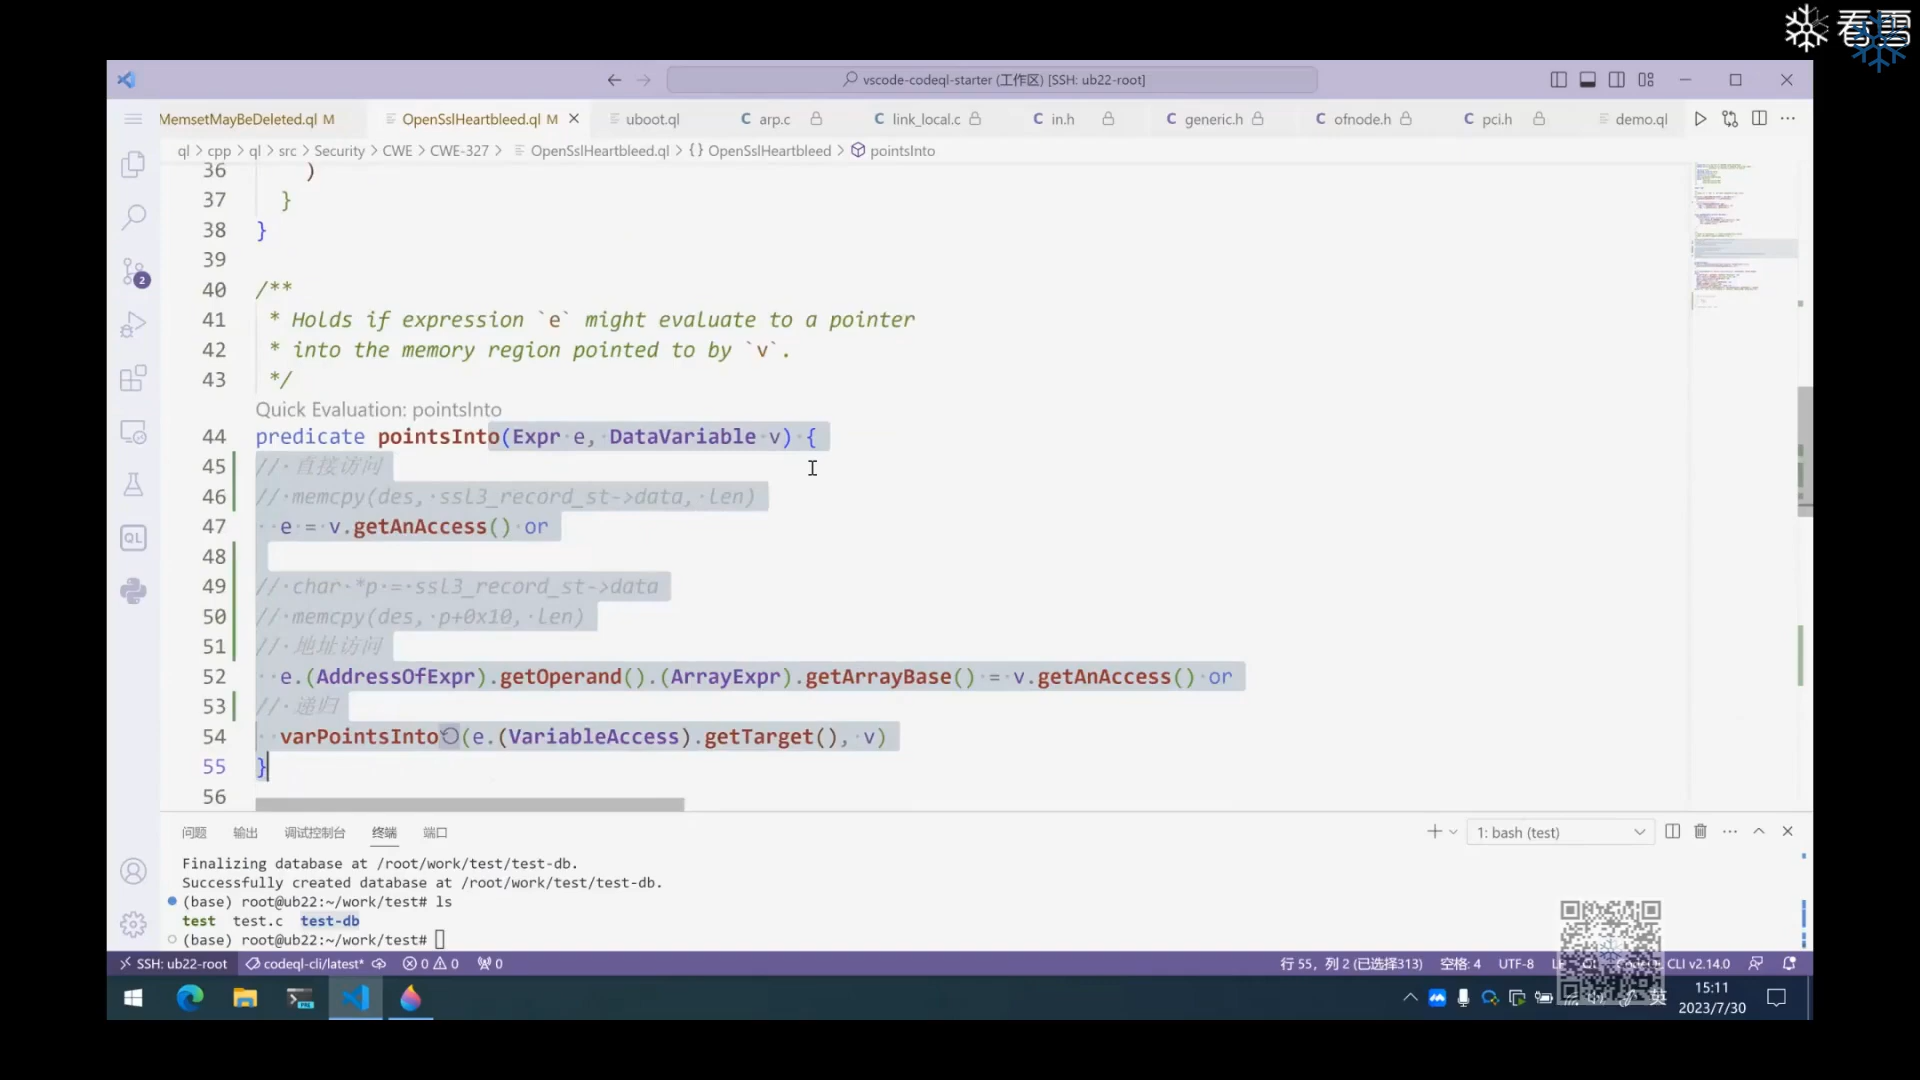 看雪
vscode-codeql-starter (工作区) [SSH: ub22-root]
MemsetMayBeDeleted.ql M
OpenSslHeartbleed.ql M
uboot.ql
C arp.c
C link_local.c
C in.h
C generic.h
C ofnode.h
C pci.h
demo.ql
ql > cpp > ql > src > Security > CWE > CWE-327 > OpenSslHeartbleed.ql > {} OpenSslHeartbleed > pointsInto
36 )
37 }
38 }
39
40 /**
41 * Holds if expression `e` might evaluate to a pointer
42 * into the memory region pointed to by `v`.
43 */
Quick Evaluation: pointsInto
44 predicate pointsInto(Expr e, DataVariable v) {
45 // 直接访问
46 // memcpy(des, ssl3_record_st->data, len)
47 e = v.getAnAccess() or
48
49 // char *p = ssl3_record_st->data
50 // memcpy(des, p+0x10, len)
51 // 地址访问
52 e.(AddressOfExpr).getOperand().(ArrayExpr).getArrayBase() = v.getAnAccess() or
53 // 递归
54 varPointsInto(e.(VariableAccess).getTarget(), v)
55 }
56
2
QL
问题 输出 调试控制台 终端 端口
1: bash (test)
Finalizing database at /root/work/test/test-db.
Successfully created database at /root/work/test/test-db.
(base) root@ub22:~/work/test# ls
test test.c test-db
(base) root@ub22:~/work/test#
SSH: ub22-root codeql-cli/latest* 0 0 0
行 55，列 2 (已选择313) 空格: 4 UTF-8 CLI v2.14.0
英
15:11
2023/7/30